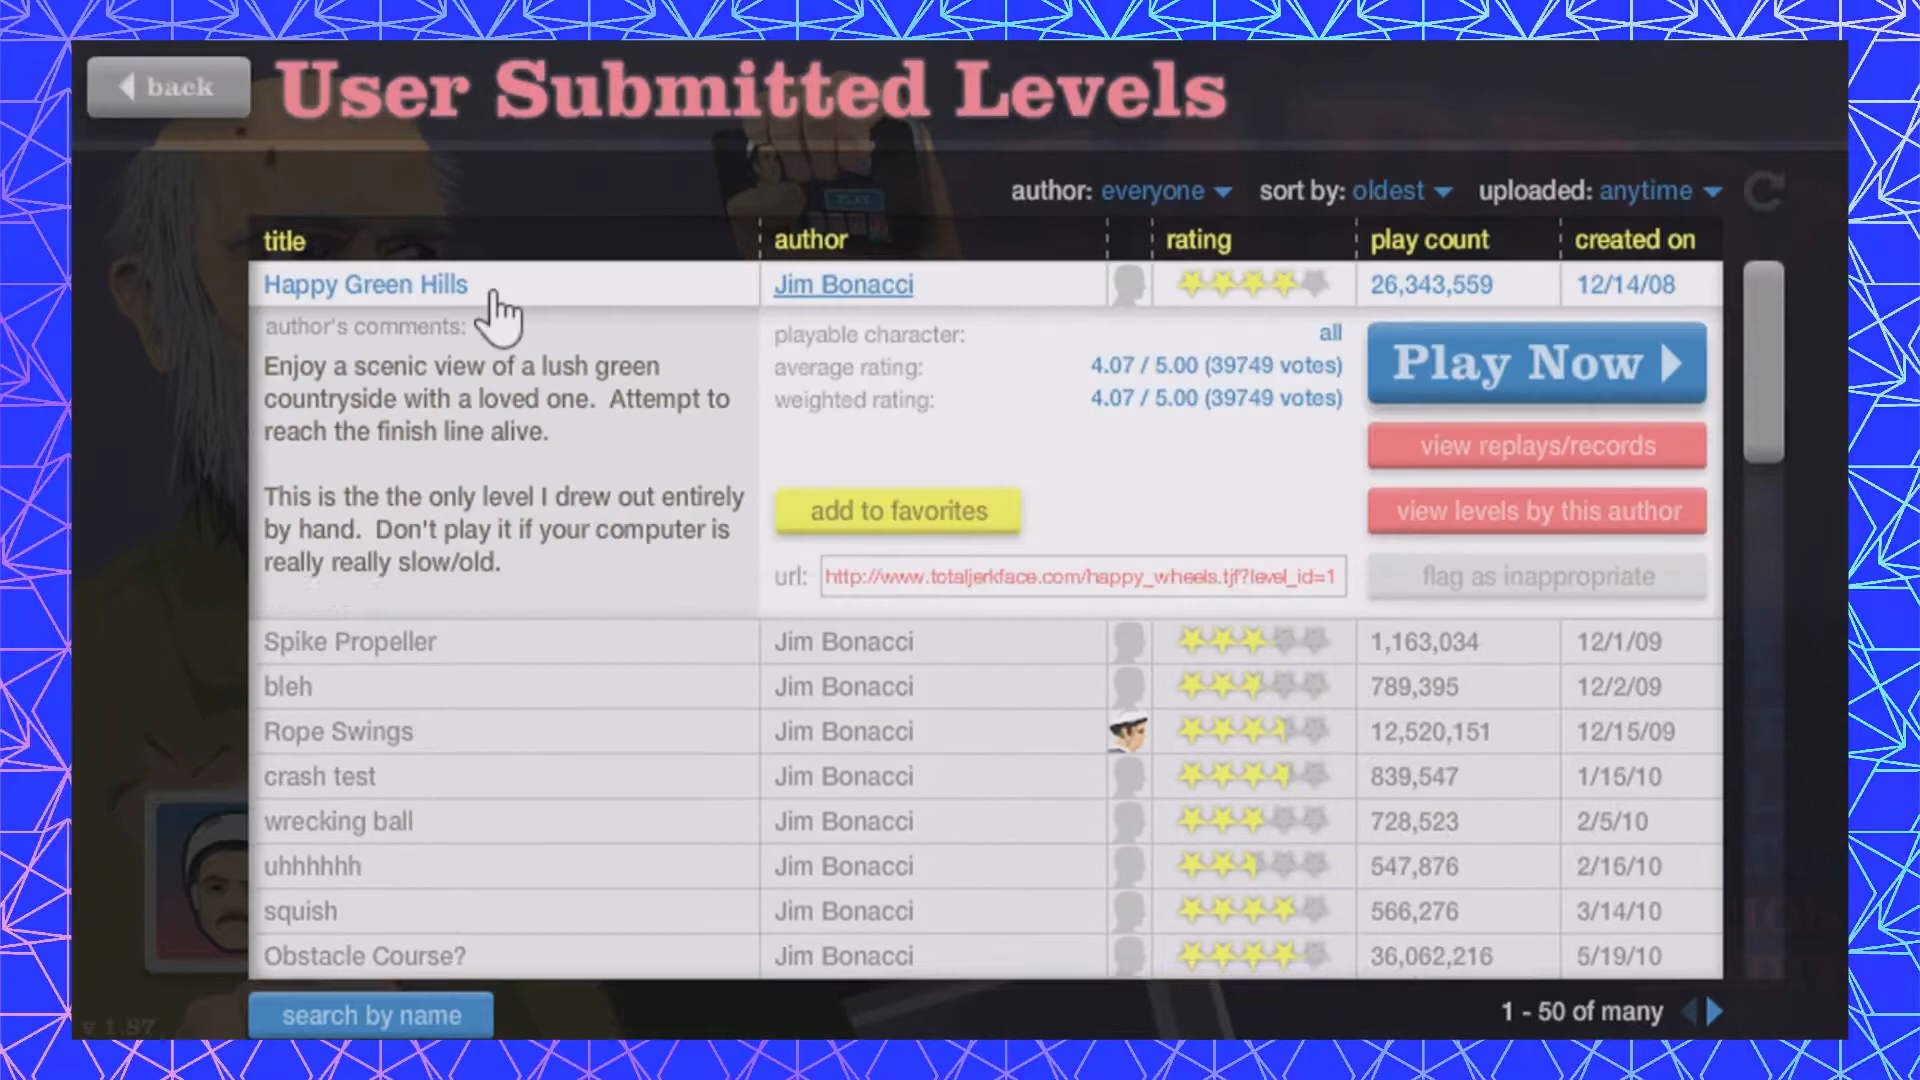 back
User Submitted Levels
author: everyone sort by: oldest uploaded: anytime
title author rating play count created on
Happy Green Hills Jim Bonacci 26,343,559 12/14/08
author's comments:
Enjoy a scenic view of a lush green
countryside with a loved one. Attempt to
reach the finish line alive.
This is the the only level I drew out entirely
by hand. Don't play it if your computer is
really really slow/old.
playable character: all
average rating: 4.07 / 5.00 (39749 votes)
weighted rating: 4.07 / 5.00 (39749 votes)
add to favorites
url: http://www.totaljerkface.com/happy_wheels.tjf?level_id=1
Play Now
view replays/records
view levels by this author
flag as inappropriate
Spike Propeller Jim Bonacci 1,163,034 12/1/09
bleh Jim Bonacci 789,395 12/2/09
Rope Swings Jim Bonacci 12,520,151 12/15/09
crash test Jim Bonacci 839,547 1/15/10
wrecking ball Jim Bonacci 728,523 2/5/10
uhhhhhh Jim Bonacci 547,876 2/16/10
squish Jim Bonacci 566,276 3/14/10
Obstacle Course? Jim Bonacci 36,062,216 5/19/10
search by name
1 - 50 of many
v 1.87